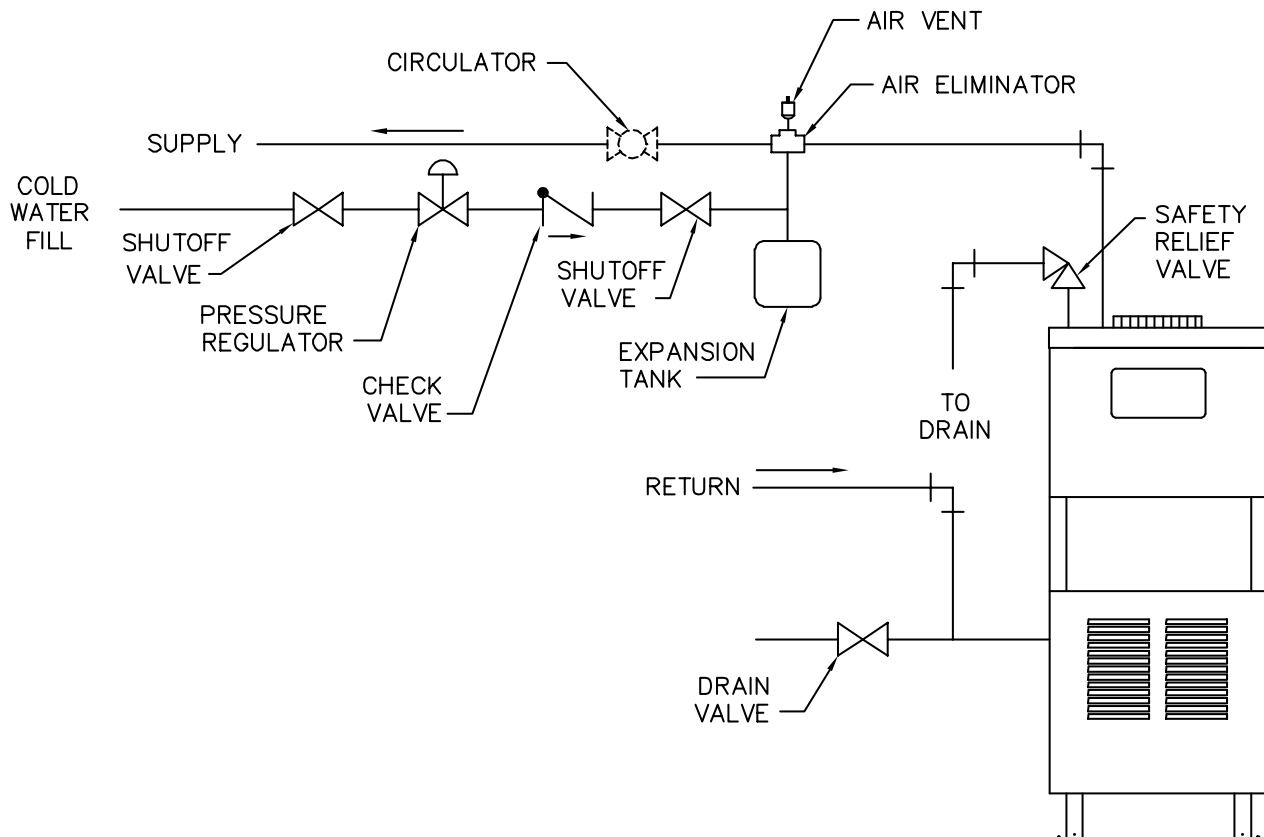 AIR VENT
CIRCULATOR
AIR ELIMINATOR
SUPPLY
COLD
WATER
FILL
SHUTOFF
VALVE
SAFETY
RELIEF
VALVE
SHUTOFF
VALVE
PRESSURE
REGULATOR
EXPANSION
TANK
CHECK
VALVE
TO
DRAIN
RETURN
DRAIN
VALVE